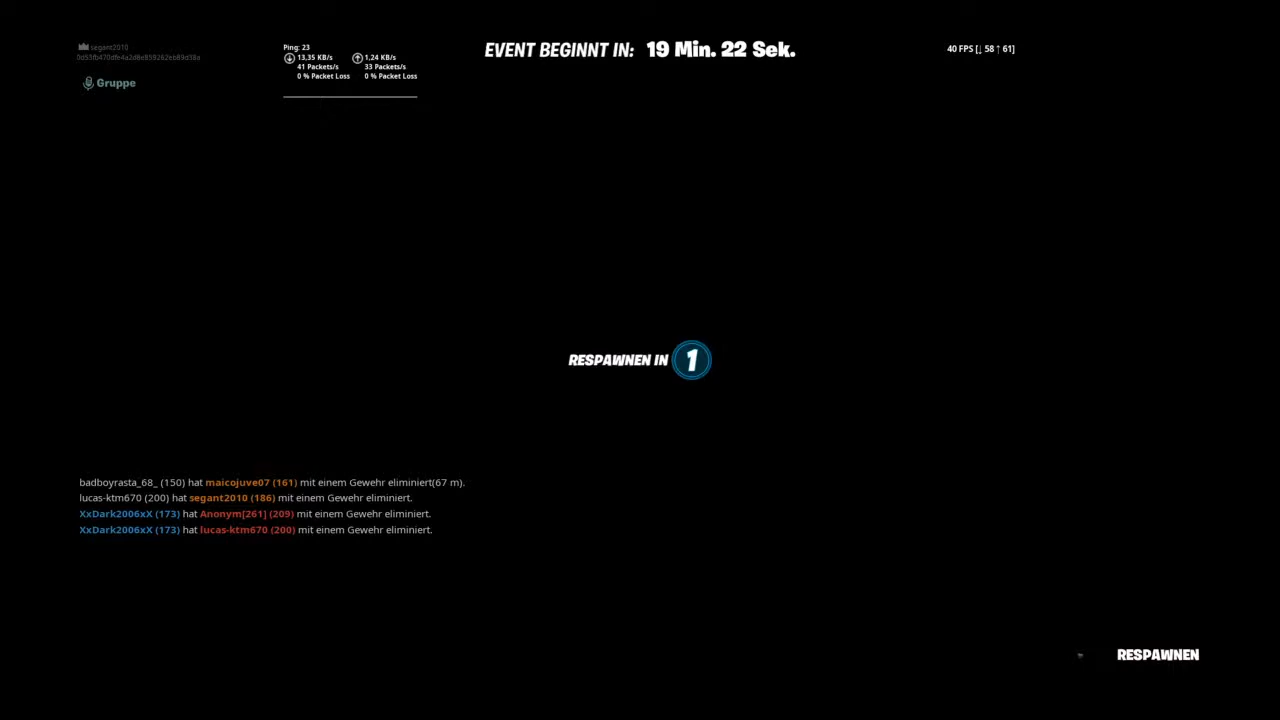 segant2010
Gruppe
Ping: 23
13,35 KB/s 1,24 KB/s
41 Packets/s 33 Packets/s
0 % Packet Loss 0 % Packet Loss
EVENT BEGINNT IN: 19 Min. 22 Sek.
40 FPS [↓ 58 ↑ 61]
RESPAWNEN IN 1
badboyrasta_68_ (150) hat maicojuve07 (161) mit einem Gewehr eliminiert(67 m).
lucas-ktm670 (200) hat segant2010 (186) mit einem Gewehr eliminiert.
XxDark2006xX (173) hat Anonym[261] (209) mit einem Gewehr eliminiert.
XxDark2006xX (173) hat lucas-ktm670 (200) mit einem Gewehr eliminiert.
RESPAWNEN